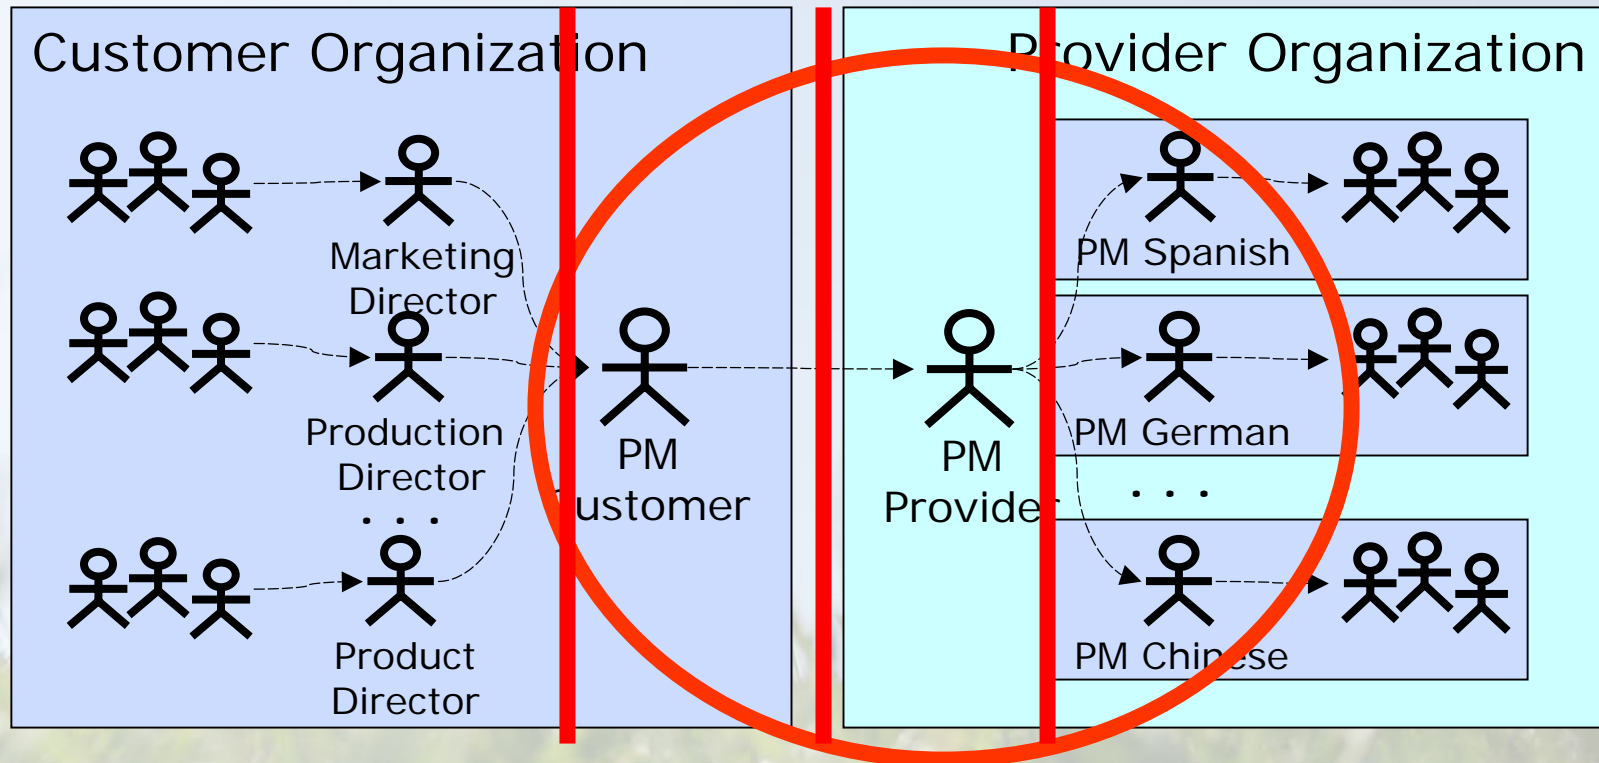 Customer Organization
Provider Organization
Marketing
Director
Production
Director
. . .
Product
Director
PM
Customer
PM
Provider
PM Spanish
PM German
. . .
PM Chinese